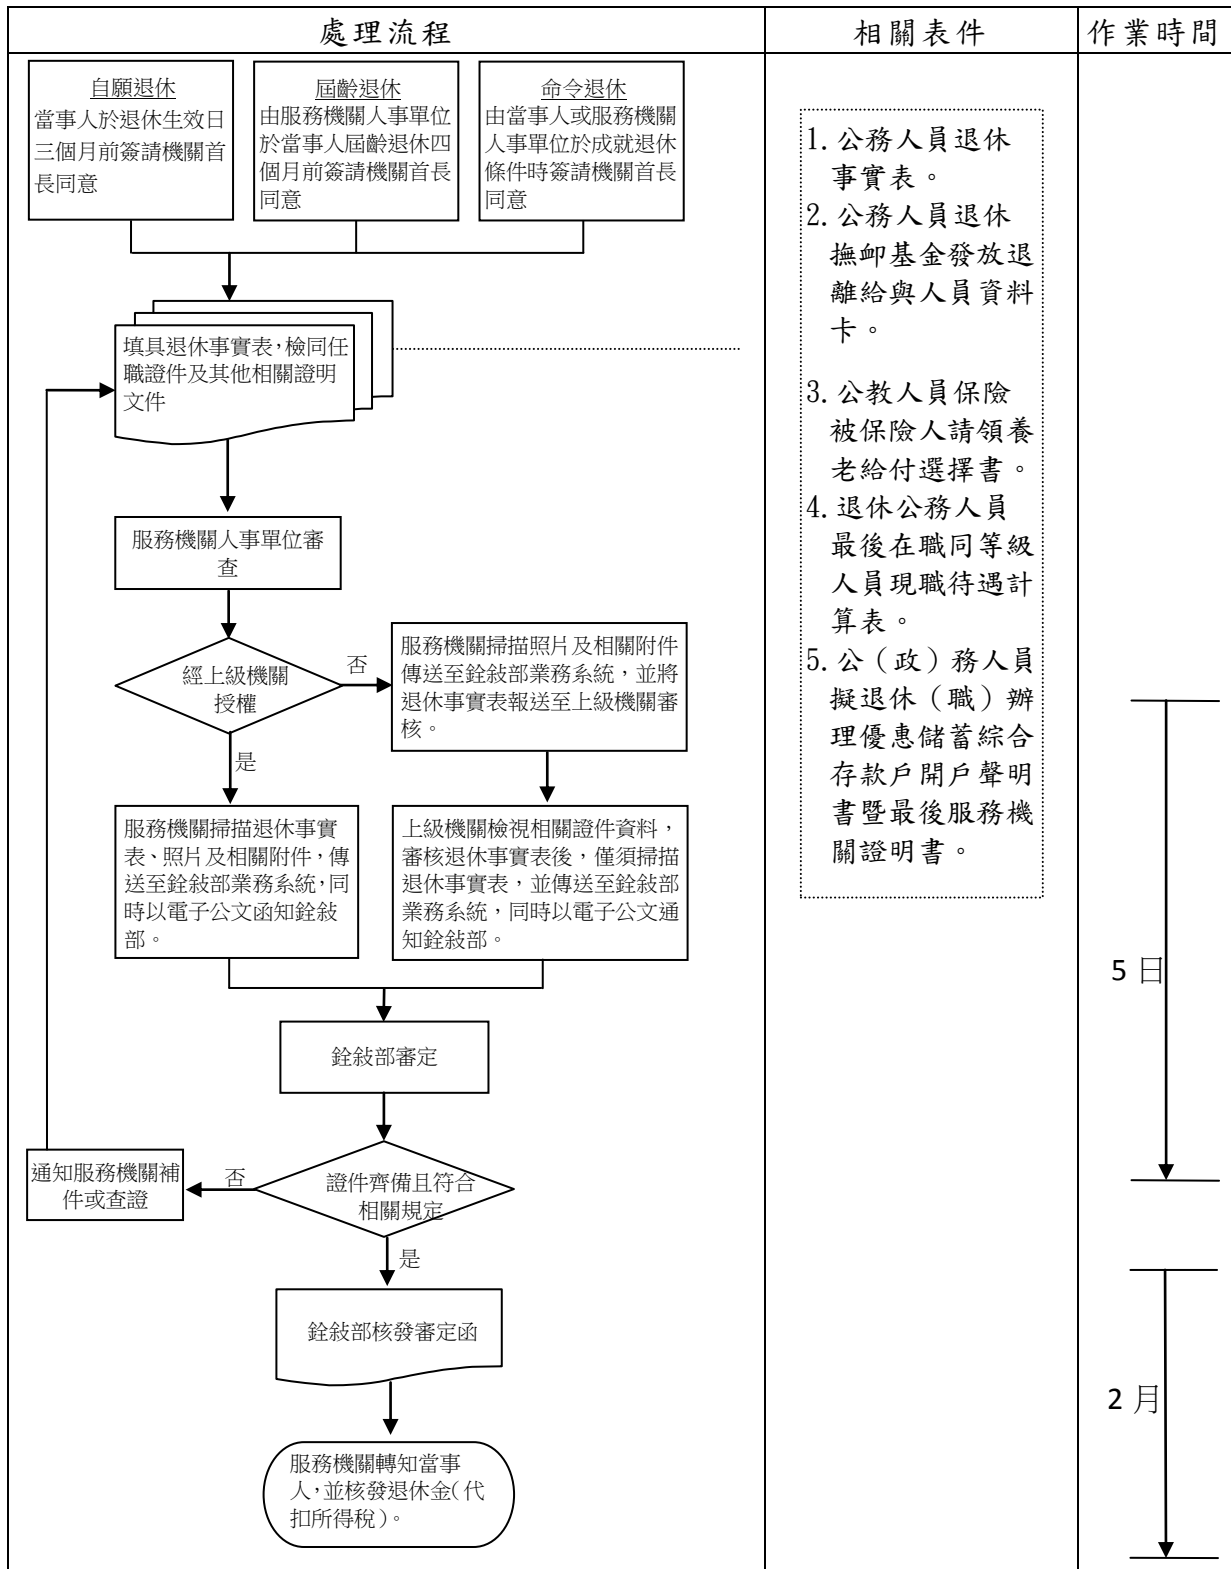 處理流程
相關表件
作業時間
自願退休
當事人於退休生效日
三個月前簽請機關首
長同意
屆齡退休
由服務機關人事單位
於當事人屆齡退休四
個月前簽請機關首長
同意
命令退休
由當事人或服務機關
人事單位於成就退休
條件時簽請機關首長
同意
填具退休事實表，檢同任
職證件及其他相關證明
文件
服務機關人事單位審
查
經上級機關
授權
否
是
服務機關掃描照片及相關附件
傳送至銓敍部業務系統，並將
退休事實表報送至上級機關審
核。
服務機關掃描退休事實
表、照片及相關附件，傳
送至銓敍部業務系統，同
時以電子公文函知銓敍
部。
上級機關檢視相關證件資料，
審核退休事實表後，僅須掃描
退休事實表，並傳送至銓敍部
業務系統，同時以電子公文通
知銓敍部。
銓敍部審定
證件齊備且符合
相關規定
否
通知服務機關補
件或查證
是
銓敍部核發審定函
服務機關轉知當事
人，並核發退休金（代
扣所得稅）。
1. 公務人員退休
事實表。
2. 公務人員退休
撫卹基金發放退
離給與人員資料
卡。
3. 公教人員保險
被保險人請領養
老給付選擇書。
4. 退休公務人員
最後在職同等級
人員現職待遇計
算表。
5. 公（政）務人員
擬退休（職）辦
理優惠儲蓄綜合
存款戶開戶聲明
書暨最後服務機
關證明書。
5 日
2 月